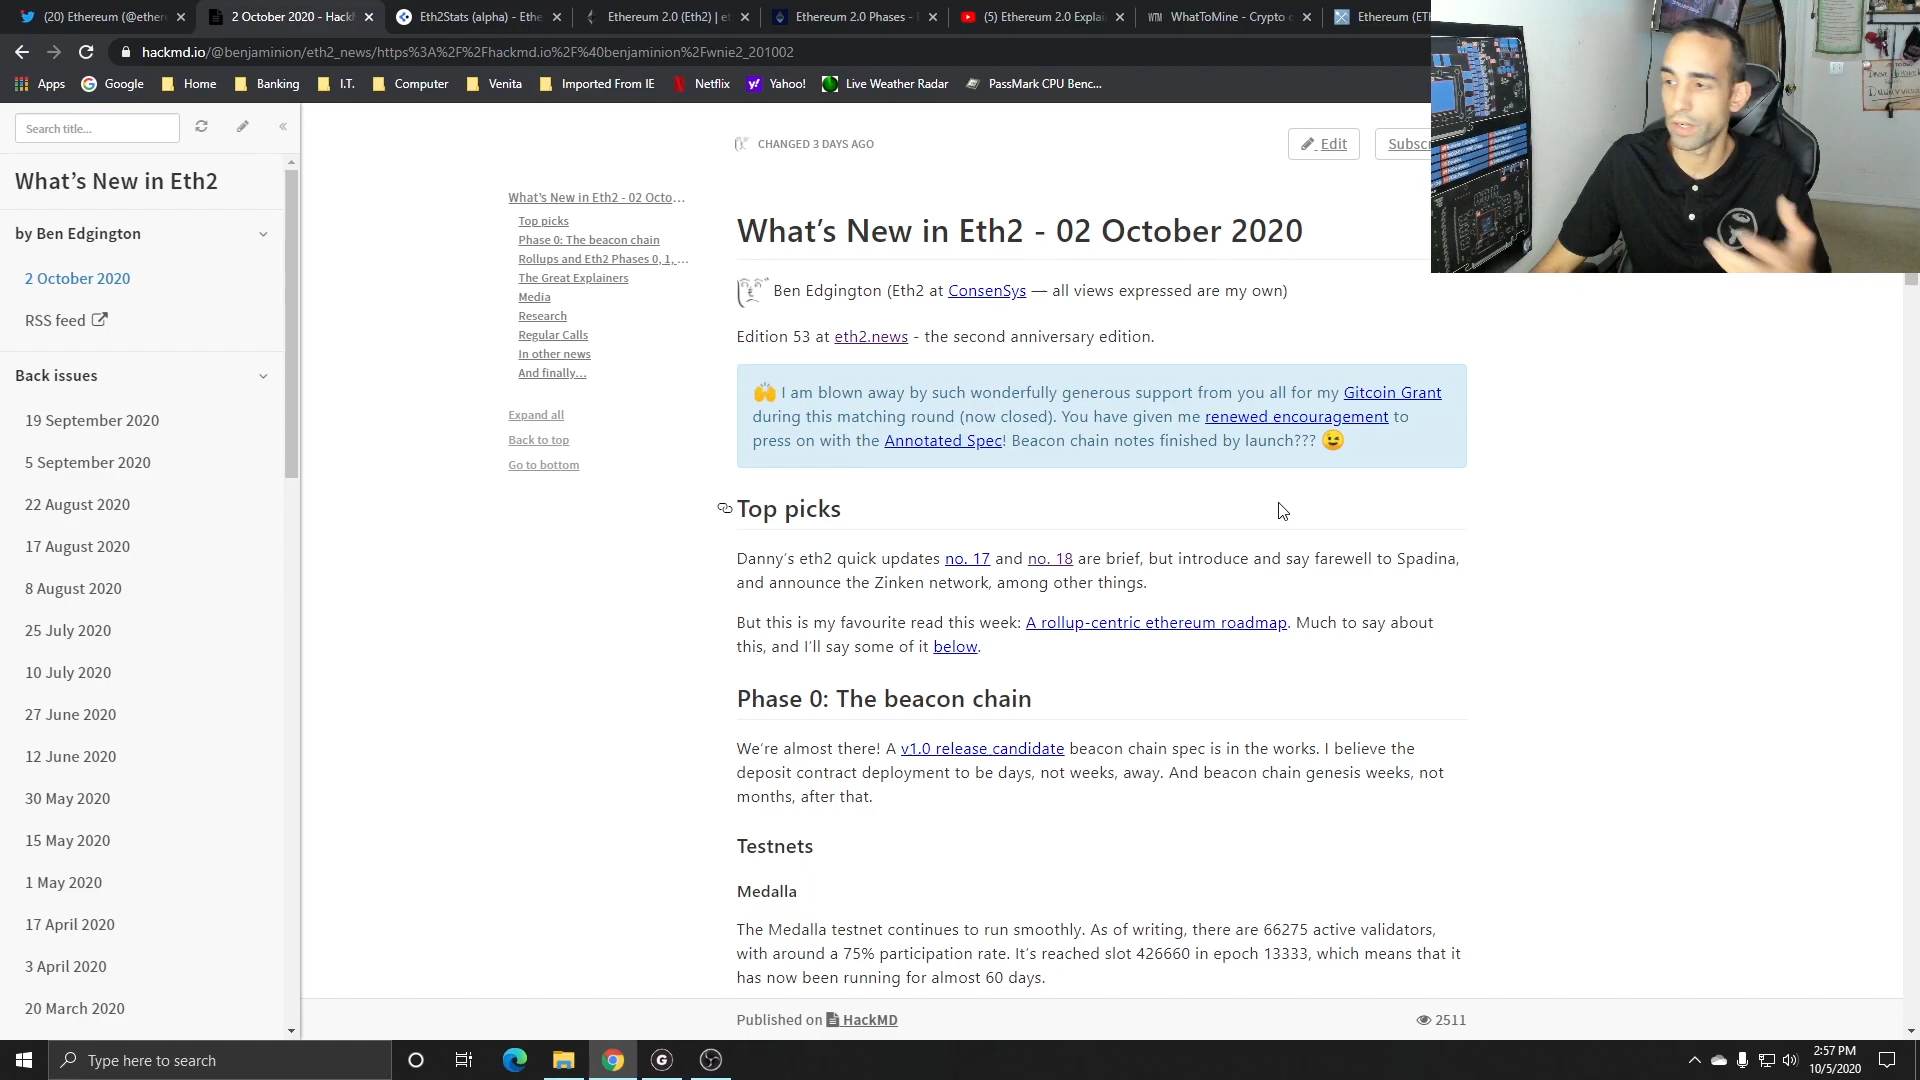 (20) Ethereum (@ether
2 October 2020 - HackM
Eth2Stats (alpha) - Ethe
Ethereum 2.0 (Eth2) | et
Ethereum 2.0 Phases - E
(5) Ethereum 2.0 Explai
WTM WhatToMine - Crypto c
Ethereum (ET
hackmd.io/@benjaminion/eth2_news/https%3A%2F%2Fhackmd.io%2F%40benjaminion%2Fwnie2_201002
Apps Google Home Banking I.T. Computer Venita Imported From IE Netflix Yahoo! Live Weather Radar PassMark CPU Benc...
Search title...
What's New in Eth2
by Ben Edgington
2 October 2020
RSS feed
Back issues
19 September 2020
5 September 2020
22 August 2020
17 August 2020
8 August 2020
25 July 2020
10 July 2020
27 June 2020
12 June 2020
30 May 2020
15 May 2020
1 May 2020
17 April 2020
3 April 2020
20 March 2020
What's New in Eth2 - 02 Octo...
Top picks
Phase 0: The beacon chain
Rollups and Eth2 Phases 0, 1, ...
The Great Explainers
Media
Research
Regular Calls
In other news
And finally...
Expand all
Back to top
Go to bottom
CHANGED 3 DAYS AGO
Edit
Subsc
What's New in Eth2 - 02 October 2020
Ben Edgington (Eth2 at ConsenSys — all views expressed are my own)
Edition 53 at eth2.news - the second anniversary edition.
🙌 I am blown away by such wonderfully generous support from you all for my Gitcoin Grant
during this matching round (now closed). You have given me renewed encouragement to
press on with the Annotated Spec! Beacon chain notes finished by launch??? 😉
Top picks
Danny's eth2 quick updates no. 17 and no. 18 are brief, but introduce and say farewell to Spadina,
and announce the Zinken network, among other things.
But this is my favourite read this week: A rollup-centric ethereum roadmap. Much to say about
this, and I'll say some of it below.
Phase 0: The beacon chain
We're almost there! A v1.0 release candidate beacon chain spec is in the works. I believe the
deposit contract deployment to be days, not weeks, away. And beacon chain genesis weeks, not
months, after that.
Testnets
Medalla
The Medalla testnet continues to run smoothly. As of writing, there are 66275 active validators,
with around a 75% participation rate. It's reached slot 426660 in epoch 13333, which means that it
has now been running for almost 60 days.
Published on HackMD
2511
Type here to search
2:57 PM
10/5/2020